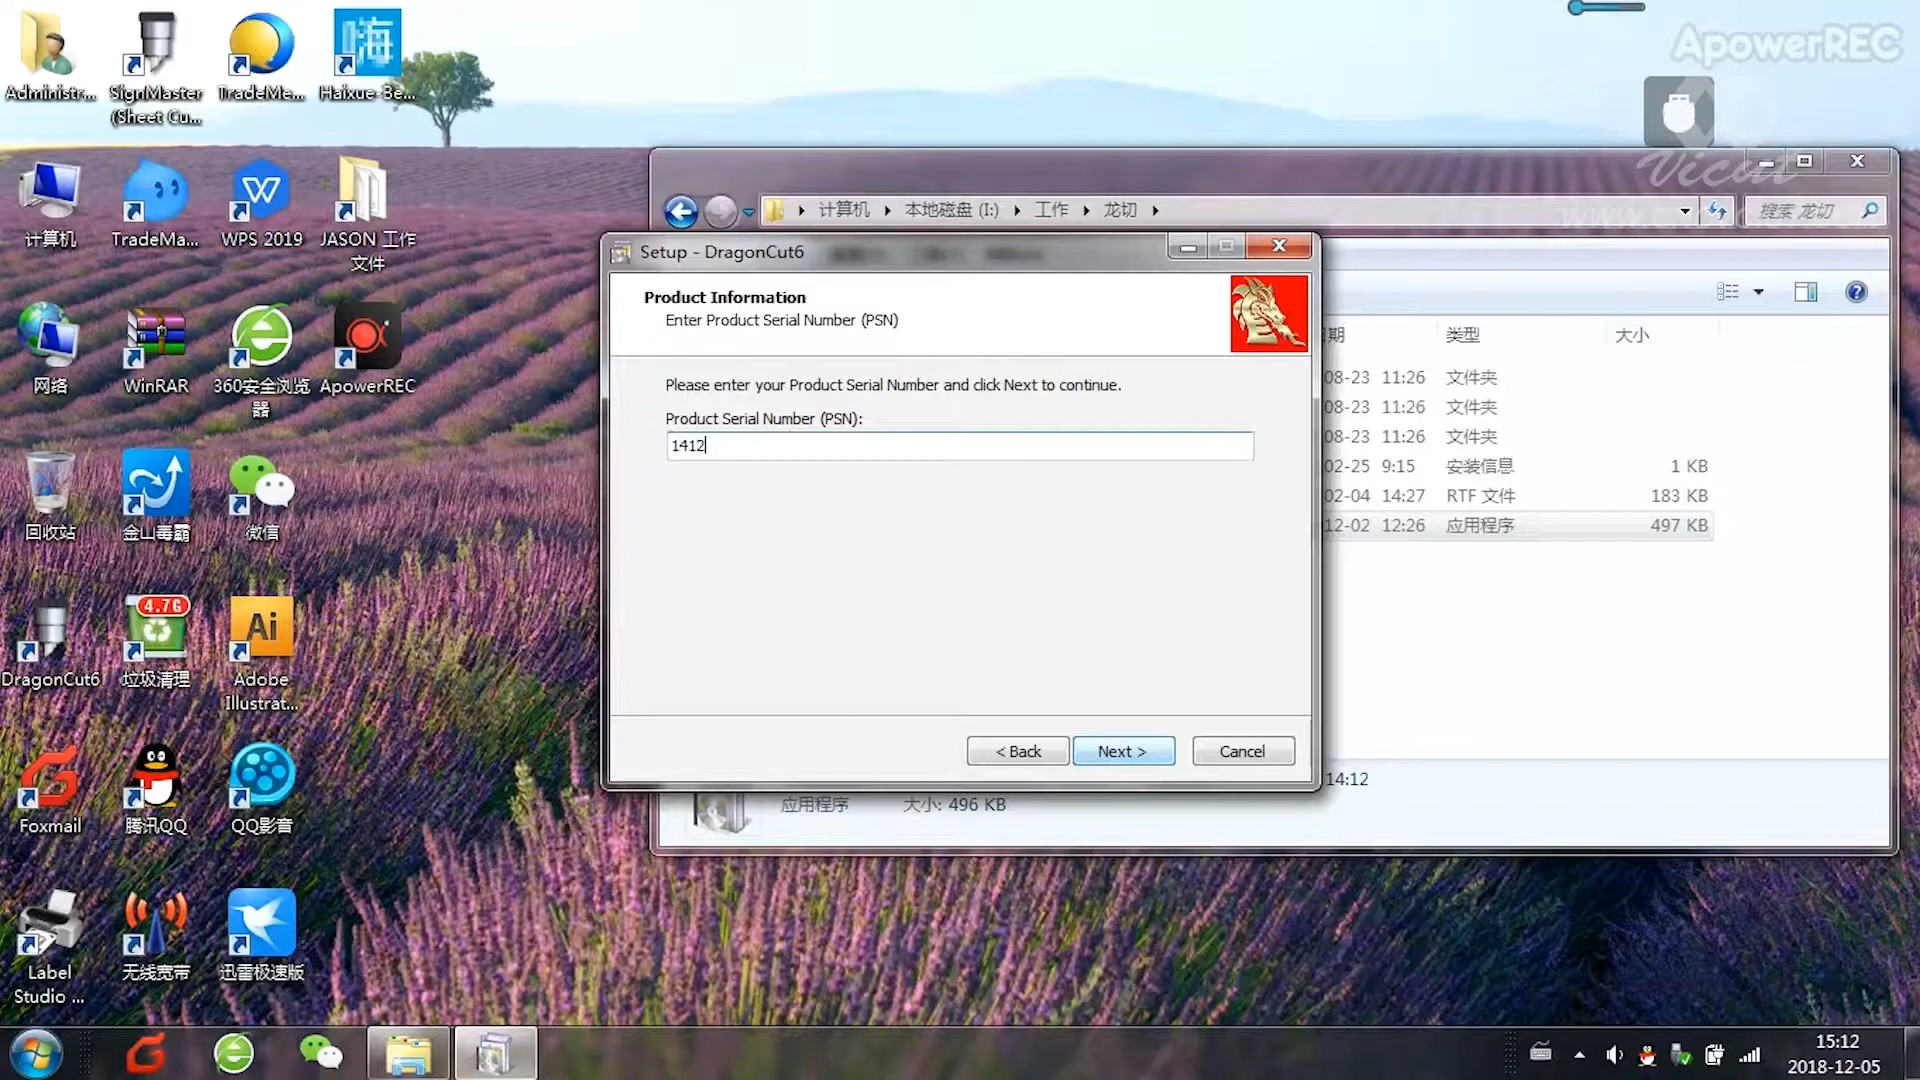 ApowerREC
Vicut
Administr...
SignMaster
(Sheet Cu...
TradeMe...
Haixue-Be...
嗨
计算机
TradeMa...
WPS 2019
JASON 工作
文件
网络
WinRAR
360安全浏览
器
ApowerREC
回收站
金山毒霸
微信
DragonCut6
4.7G
垃圾清理
Ai
Adobe
Illustrat...
Foxmail
腾讯QQ
QQ影音
Label
Studio ...
无线宽带
迅雷极速版
计算机
本地磁盘 (I:)
工作
龙切
搜索 龙切
类型
大小
08-23 11:26 文件夹
08-23 11:26 文件夹
08-23 11:26 文件夹
02-25 9:15 安装信息 1 KB
02-04 14:27 RTF 文件 183 KB
12-02 12:26 应用程序 497 KB
14:12
应用程序
大小: 496 KB
Setup - DragonCut6
Product Information
Enter Product Serial Number (PSN)
Please enter your Product Serial Number and click Next to continue.
Product Serial Number (PSN):
1412
< Back
Next >
Cancel
15:12
2018-12-05